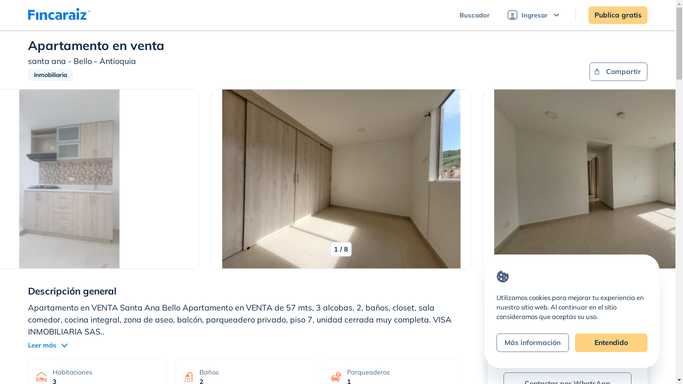 Fincaraiz
Buscador
Ingresar
Publica gratis
Apartamento en venta
santa ana - Bello - Antioquia
Inmobiliaria
Compartir
1 / 8
Descripción general
Apartamento en VENTA Santa Ana Bello Apartamento en VENTA de 57 mts, 3 alcobas, 2, baños, closet, sala
comedor, cocina integral, zona de aseo, balcón, parqueadero privado, piso 7, unidad cerrada muy completa. VISA
INMOBILIARIA SAS..
Leer más
Habitaciones
3
Baños
2
Parqueaderos
1
Utilizamos cookies para mejorar tu experiencia en
nuestro sitio web. Al continuar en el sitio
consideramos que aceptas su uso.
Más información
Entendido
Contactar por WhatsApp